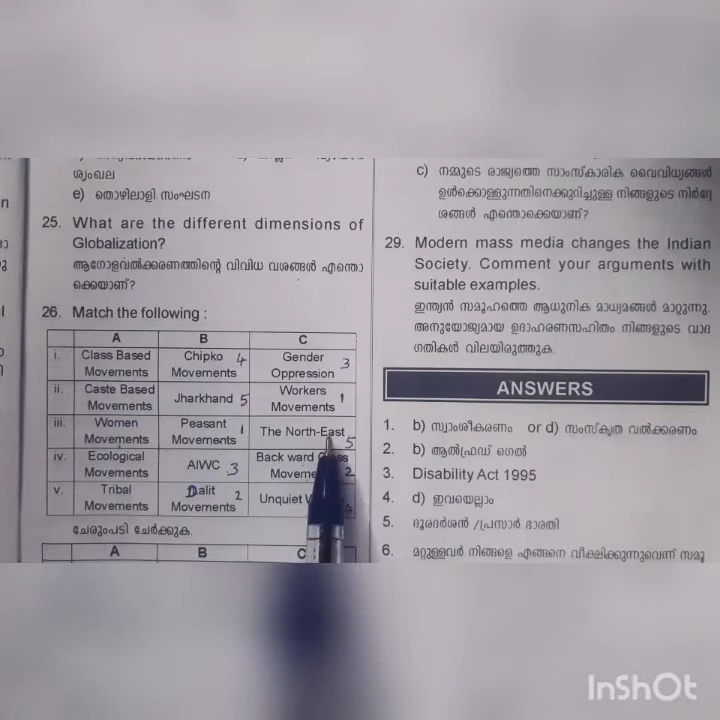 ശ്യംഖല
e) തൊഴിലാളി സംഘടന
25. What are the different dimensions of
Globalization?
ആഗോളവൽക്കരണത്തിന്റെ വിവിധ വശങ്ങൾ എന്തൊ
ക്കെയാണ്?
26. Match the following :
A B C
i. Class Based Movements Chipko Movements 4 Gender Oppression 3
ii. Caste Based Movements Jharkhand 5 Workers Movements 1
iii. Women Movements Peasant Movements 1 The North-East 5
iv. Ecological Movements AIWC 3 Back ward 2
v. Tribal Movements Dalit Movements 2 Unquiet
ചേരുംപടി ചേർക്കുക.
A B C
c) നമ്മുടെ രാജ്യത്തെ സാംസ്കാരിക വൈവിധ്യങ്ങൾ
ഉൾക്കൊള്ളുന്നതിനെക്കുറിച്ചുള്ള നിങ്ങളുടെ നിർദ്ദേ
ശങ്ങൾ എന്തൊക്കെയാണ്?
29. Modern mass media changes the Indian
Society. Comment your arguments with
suitable examples.
ഇന്ത്യൻ സമൂഹത്തെ ആധുനിക മാധ്യമങ്ങൾ മാറ്റുന്നു.
അനുയോജ്യമായ ഉദാഹരണസഹിതം നിങ്ങളുടെ വാദ
ഗതികൾ വിലയിരുത്തുക.
ANSWERS
1. b) സ്വാംശീകരണം or d) സംസ്കൃത വൽക്കരണം
2. b) ആൽഫ്രഡ് ഗെൽ
3. Disability Act 1995
4. d) ഇവയെല്ലാം
5. ദൂരദർശൻ /പ്രസാർ ഭാരതി
6. മറ്റുള്ളവർ നിങ്ങളെ എങ്ങനെ വീക്ഷിക്കുന്നുവെന്ന് സമൂ
InShOt